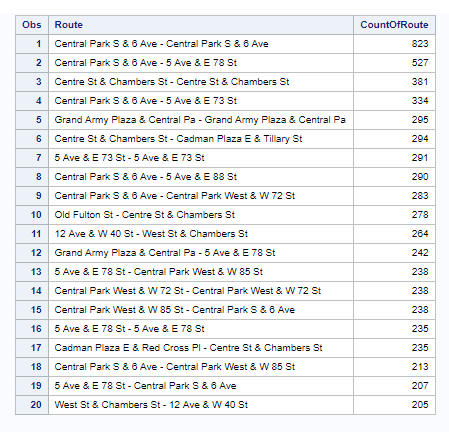 Obs Route CountOfRoute
1 Central Park S & 6 Ave - Central Park S & 6 Ave 823
2 Central Park S & 6 Ave - 5 Ave & E 78 St 527
3 Centre St & Chambers St - Centre St & Chambers St 381
4 Central Park S & 6 Ave - 5 Ave & E 73 St 334
5 Grand Army Plaza & Central Pa - Grand Army Plaza & Central Pa 295
6 Centre St & Chambers St - Cadman Plaza E & Tillary St 294
7 5 Ave & E 73 St - 5 Ave & E 73 St 291
8 Central Park S & 6 Ave - 5 Ave & E 88 St 290
9 Central Park S & 6 Ave - Central Park West & W 72 St 283
10 Old Fulton St - Centre St & Chambers St 278
11 12 Ave & W 40 St - West St & Chambers St 264
12 Grand Army Plaza & Central Pa - 5 Ave & E 78 St 242
13 5 Ave & E 78 St - Central Park West & W 85 St 238
14 Central Park West & W 72 St - Central Park West & W 72 St 238
15 Central Park West & W 85 St - Central Park S & 6 Ave 238
16 5 Ave & E 78 St - 5 Ave & E 78 St 235
17 Cadman Plaza E & Red Cross Pl - Centre St & Chambers St 235
18 Central Park S & 6 Ave - Central Park West & W 85 St 213
19 5 Ave & E 78 St - Central Park S & 6 Ave 207
20 West St & Chambers St - 12 Ave & W 40 St 205